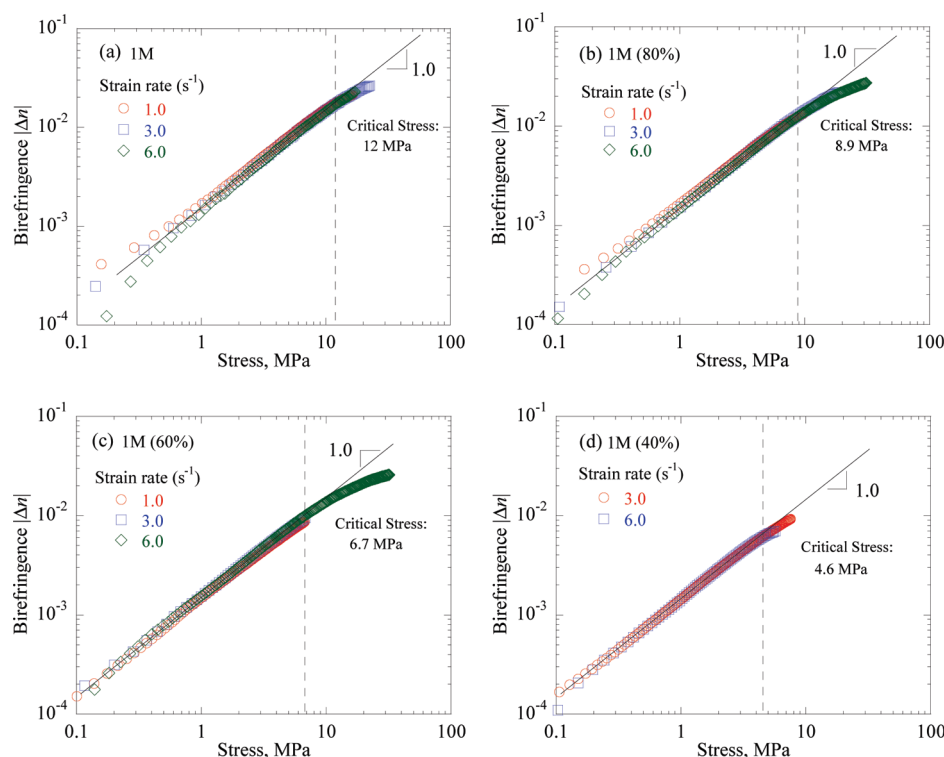 (a) 1M
Strain rate (s⁻¹)
1.0
3.0
6.0
1.0
Critical Stress:
12 MPa
10⁻¹
10⁻²
10⁻³
10⁻⁴
Birefringence |Δn|
0.1
1
10
100
Stress, MPa
(b) 1M (80%)
Strain rate (s⁻¹)
1.0
3.0
6.0
1.0
Critical Stress:
8.9 MPa
10⁻¹
10⁻²
10⁻³
10⁻⁴
Birefringence |Δn|
0.1
1
10
100
Stress, MPa
(c) 1M (60%)
Strain rate (s⁻¹)
1.0
3.0
6.0
1.0
Critical Stress:
6.7 MPa
10⁻¹
10⁻²
10⁻³
10⁻⁴
Birefringence |Δn|
0.1
1
10
100
Stress, MPa
(d) 1M (40%)
Strain rate (s⁻¹)
3.0
6.0
1.0
Critical Stress:
4.6 MPa
10⁻¹
10⁻²
10⁻³
10⁻⁴
Birefringence |Δn|
0.1
1
10
100
Stress, MPa